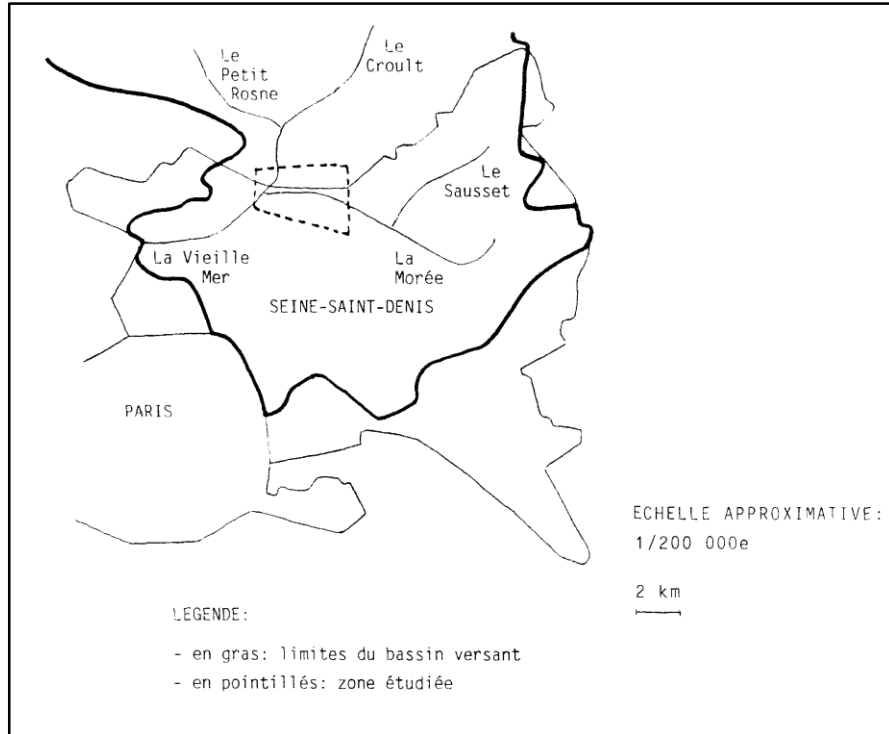 Le
Petit
Rosne
Le
Croult
Le
Sausset
La Vieille
Mer
La
Morée
SEINE-SAINT-DENIS
PARIS
ECHELLE APPROXIMATIVE:
1/200 000e
2 km
LEGENDE:
- en gras: limites du bassin versant
- en pointillés: zone étudiée